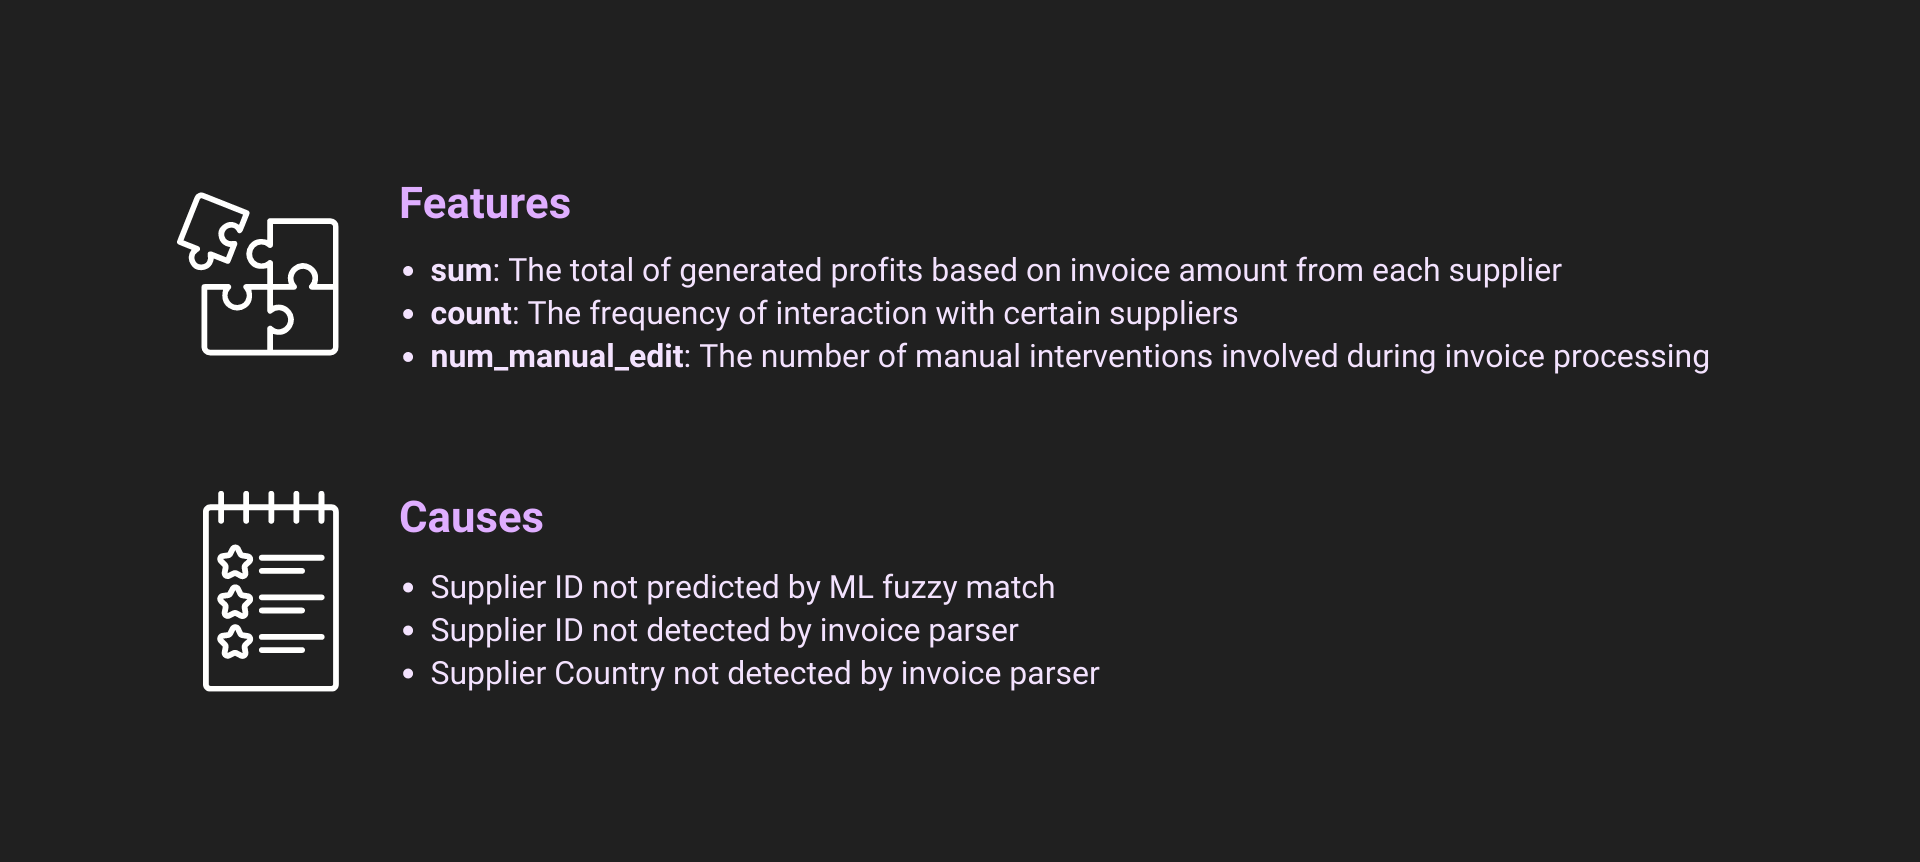 Features
• sum: The total of generated profits based on invoice amount from each supplier
• count: The frequency of interaction with certain suppliers
• num_manual_edit: The number of manual interventions involved during invoice processing
Causes
• Supplier ID not predicted by ML fuzzy match
• Supplier ID not detected by invoice parser
• Supplier Country not detected by invoice parser